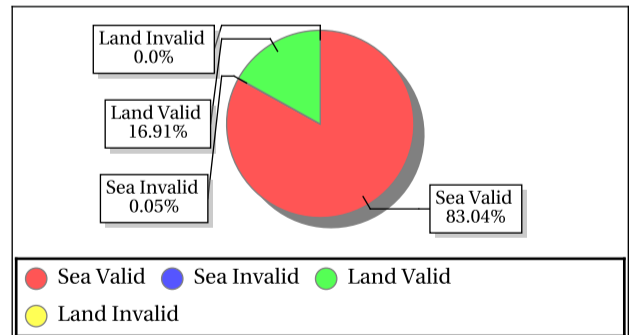 Land Invalid
0.0%
Land Valid
16.91%
Sea Invalid
0.05%
Sea Valid
83.04%
Sea Valid Sea Invalid Land Valid
Land Invalid